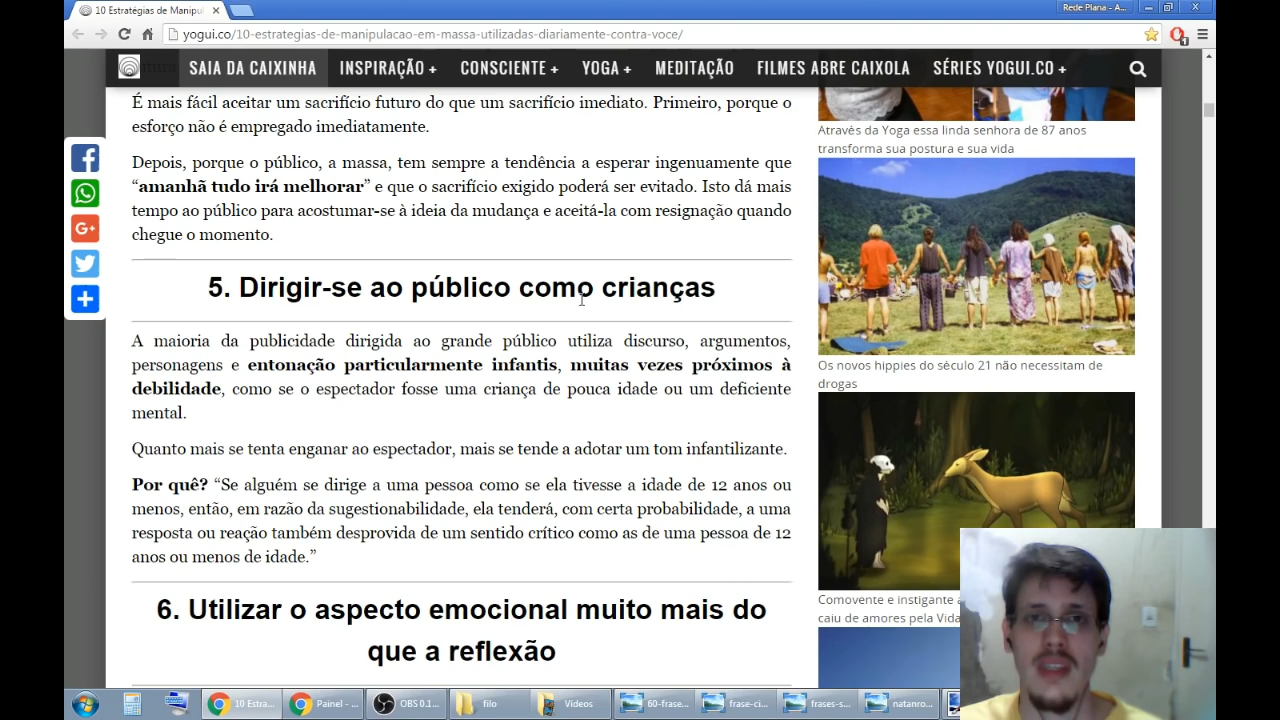 10 Estratégias de Manipul
Rede Plana - A...
yogui.co/10-estrategias-de-manipulacao-em-massa-utilizadas-diariamente-contra-voce/
SAIA DA CAIXINHA
INSPIRAÇÃO +
CONSCIENTE +
YOGA +
MEDITAÇÃO
FILMES ABRE CAIXOLA
SÉRIES YOGUI.CO +
É mais fácil aceitar um sacrifício futuro do que um sacrifício imediato. Primeiro, porque o
esforço não é empregado imediatamente.
Depois, porque o público, a massa, tem sempre a tendência a esperar ingenuamente que
“amanhã tudo irá melhorar” e que o sacrifício exigido poderá ser evitado. Isto dá mais
tempo ao público para acostumar-se à ideia da mudança e aceitá-la com resignação quando
chegue o momento.
5. Dirigir-se ao público como crianças
A maioria da publicidade dirigida ao grande público utiliza discurso, argumentos,
personagens e entonação particularmente infantis, muitas vezes próximos à
debilidade, como se o espectador fosse uma criança de pouca idade ou um deficiente
mental.
Quanto mais se tenta enganar ao espectador, mais se tende a adotar um tom infantilizante.
Por quê? “Se alguém se dirige a uma pessoa como se ela tivesse a idade de 12 anos ou
menos, então, em razão da sugestionabilidade, ela tenderá, com certa probabilidade, a uma
resposta ou reação também desprovida de um sentido crítico como as de uma pessoa de 12
anos ou menos de idade.”
6. Utilizar o aspecto emocional muito mais do
que a reflexão
Através da Yoga essa linda senhora de 87 anos
transforma sua postura e sua vida
Os novos hippies do século 21 não necessitam de
drogas
Comovente e instigante
caiu de amores pela Vida
10 Estra...
Painel - ...
OBS 0.1...
filo
Vídeos
60-frase...
frase-ci...
frases-s...
natanro...